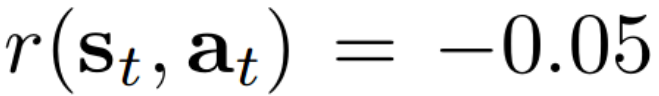 r(s_t, a_t) = −0.05